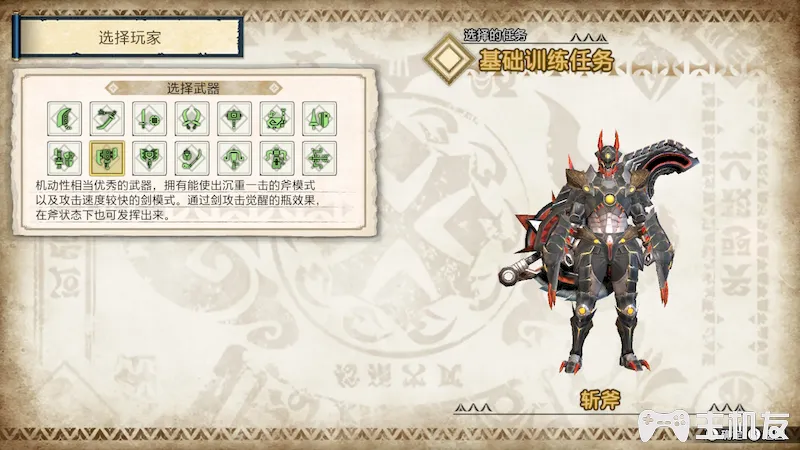 选择玩家
选择的任务
基础训练任务
选择武器
机动性相当优秀的武器，拥有能使出沉重一击的斧模式
以及攻击速度较快的剑模式。通过剑攻击觉醒的瓶效果，
在斧状态下也可发挥出来。
斩斧
主机友